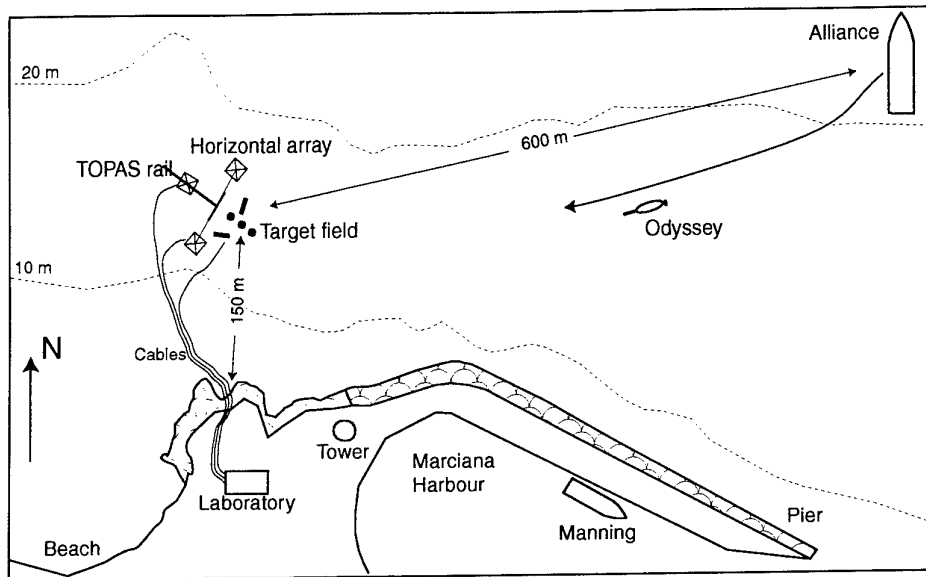 Alliance
20 m
Horizontal array
600 m
TOPAS rail
Target field
Odyssey
10 m
150 m
N
Cables
Tower
Marciana
Harbour
Laboratory
Pier
Manning
Beach